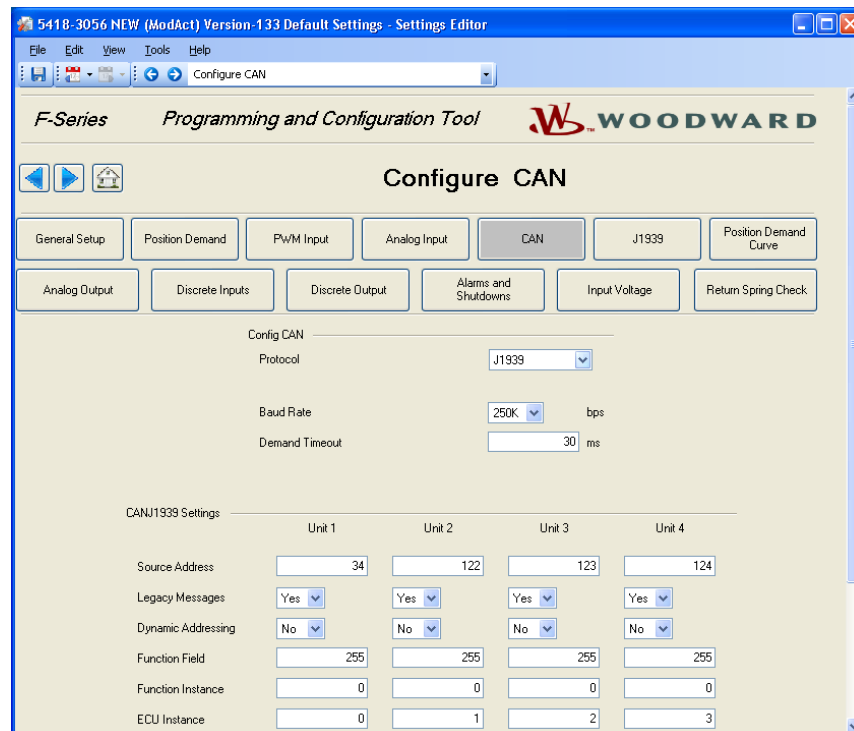 5418-3056 NEW (ModAct) Version-133 Default Settings - Settings Editor
File Edit View Tools Help
Configure CAN
F-Series Programming and Configuration Tool WOODWARD
Configure CAN
General Setup Position Demand PWM Input Analog Input CAN J1939 Position Demand Curve
Analog Output Discrete Inputs Discrete Output Alarms and Shutdowns Input Voltage Return Spring Check
Config CAN
Protocol J1939
Baud Rate 250K bps
Demand Timeout 30 ms
CANJ1939 Settings
Unit 1 Unit 2 Unit 3 Unit 4
Source Address 34 122 123 124
Legacy Messages Yes Yes Yes Yes
Dynamic Addressing No No No No
Function Field 255 255 255 255
Function Instance 0 0 0 0
ECU Instance 0 1 2 3